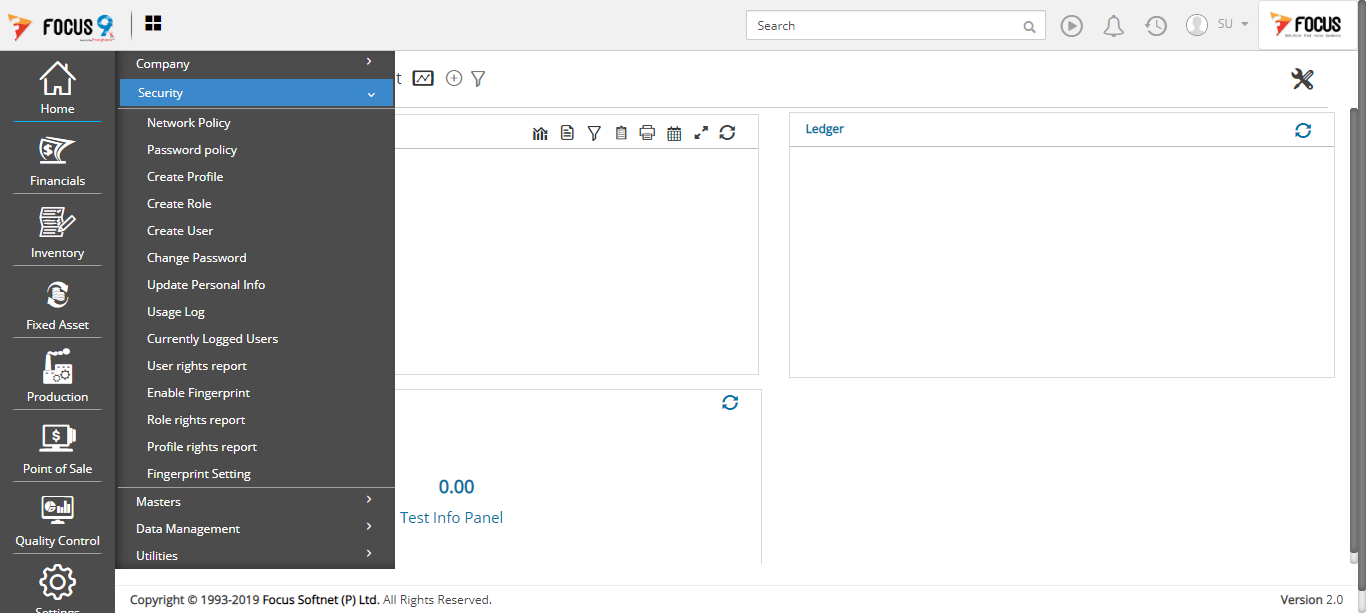 FOCUS 9
Search
SU
FOCUS
Home
Financials
Inventory
Fixed Asset
Production
Point of Sale
Quality Control
Settings
Company
Security
Network Policy
Password policy
Create Profile
Create Role
Create User
Change Password
Update Personal Info
Usage Log
Currently Logged Users
User rights report
Enable Fingerprint
Role rights report
Profile rights report
Fingerprint Setting
Masters
Data Management
Utilities
t
Ledger
0.00
Test Info Panel
Copyright © 1993-2019 Focus Softnet (P) Ltd. All Rights Reserved.
Version 2.0